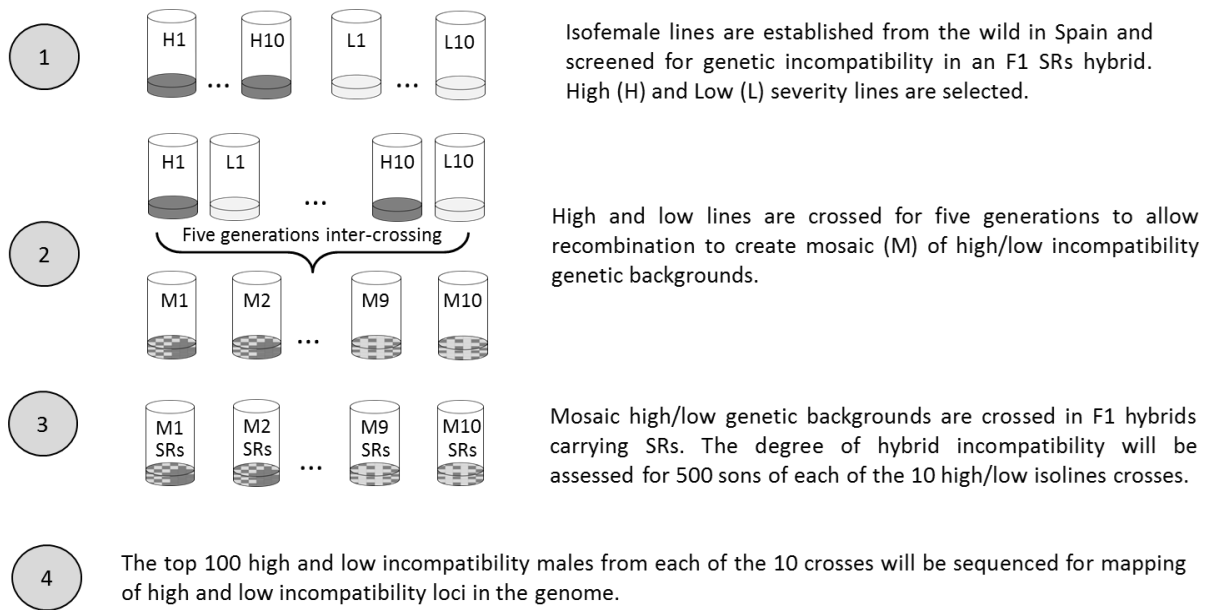 1
H1
H10
L1
L10
...
...
Isofemale lines are established from the wild in Spain and
screened for genetic incompatibility in an F1 SRs hybrid.
High (H) and Low (L) severity lines are selected.
H1
L1
...
H10
L10
2
Five generations inter-crossing
High and low lines are crossed for five generations to allow
recombination to create mosaic (M) of high/low incompatibility
genetic backgrounds.
M1
M2
...
M9
M10
3
M1
SRs
M2
SRs
...
M9
SRs
M10
SRs
Mosaic high/low genetic backgrounds are crossed in F1 hybrids
carrying SRs. The degree of hybrid incompatibility will be
assessed for 500 sons of each of the 10 high/low isolines crosses.
4
The top 100 high and low incompatibility males from each of the 10 crosses will be sequenced for mapping
of high and low incompatibility loci in the genome.